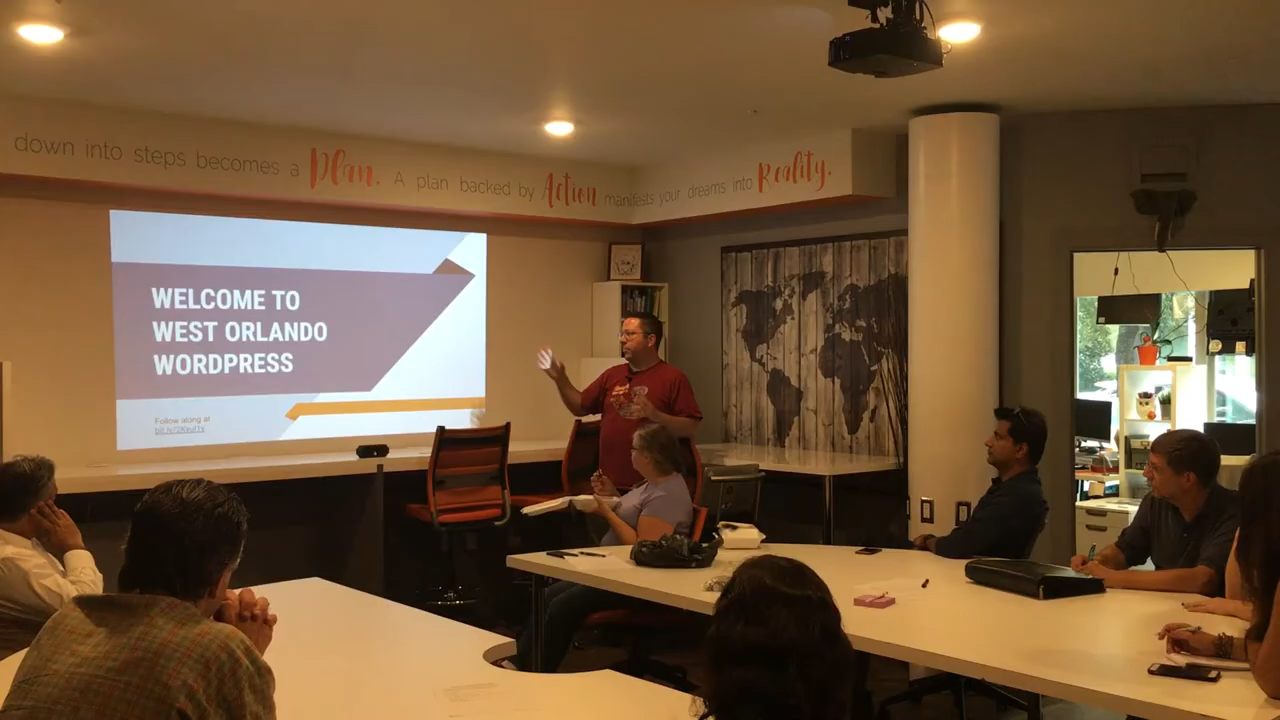 down into steps becomes a Plan. A plan backed by Action manifests your dreams into Reality.
WELCOME TO
WEST ORLANDO
WORDPRESS
Follow along at